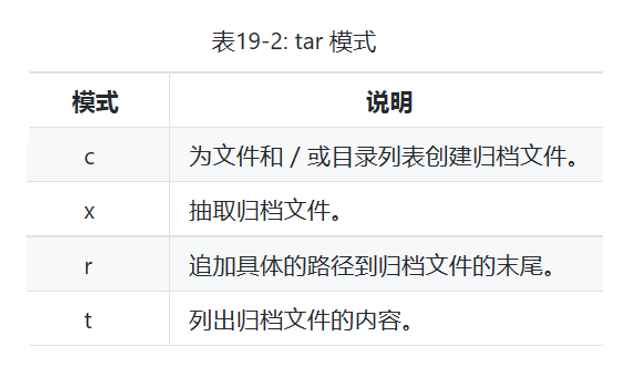 表19-2: tar 模式
模式 说明
c 为文件和 / 或目录列表创建归档文件。
x 抽取归档文件。
r 追加具体的路径到归档文件的末尾。
t 列出归档文件的内容。